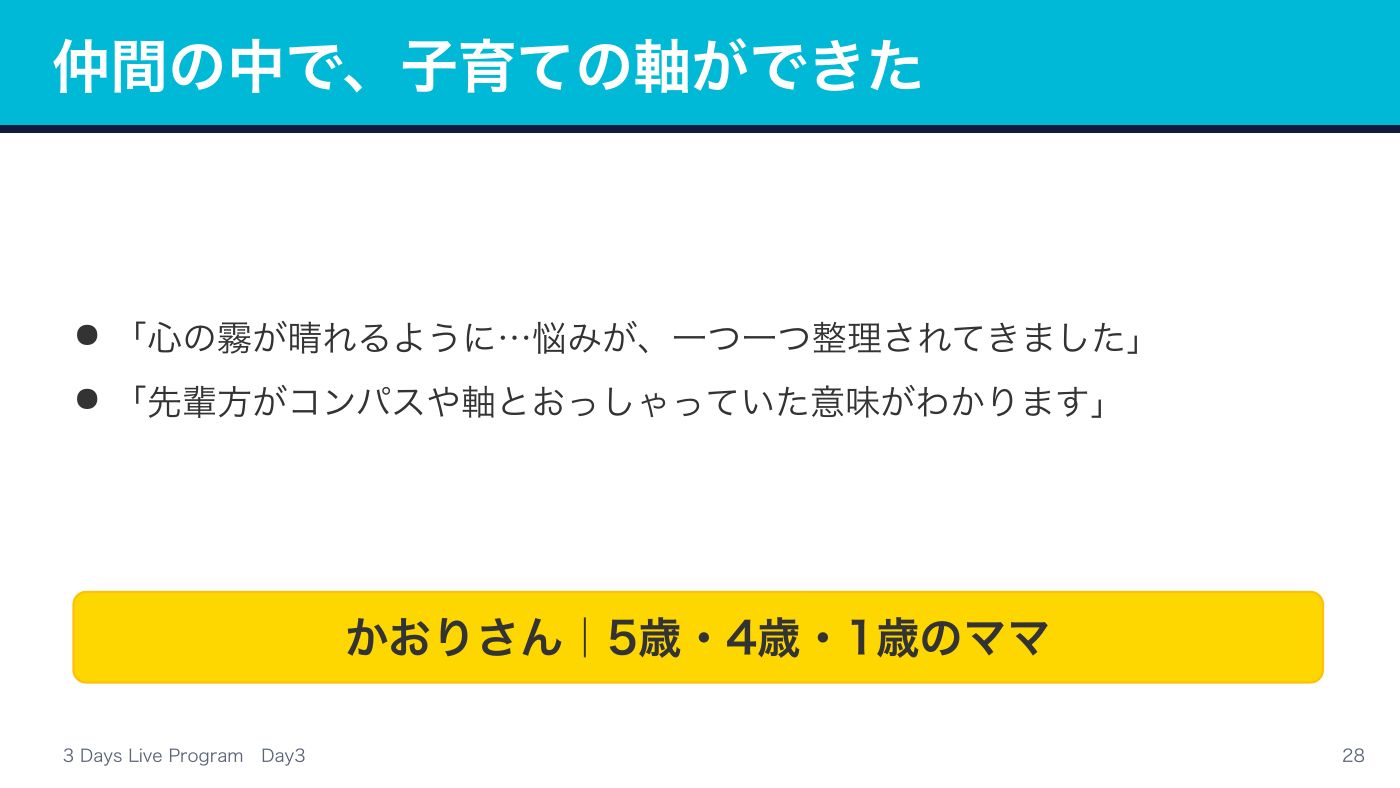 仲間の中で、子育ての軸ができた
● 「心の霧が晴れるように…悩みが、一つ一つ整理されてきました」
● 「先輩方がコンパスや軸とおっしゃっていた意味がわかります」
かおりさん｜5歳・4歳・1歳のママ
3 Days Live Program　Day3
28